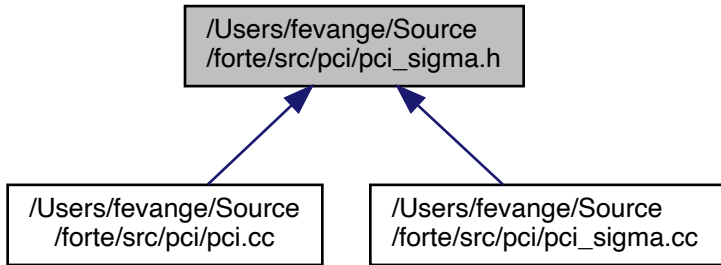 /Users/fevange/Source
/forte/src/pci/pci_sigma.h
/Users/fevange/Source
/forte/src/pci/pci.cc
/Users/fevange/Source
/forte/src/pci/pci_sigma.cc